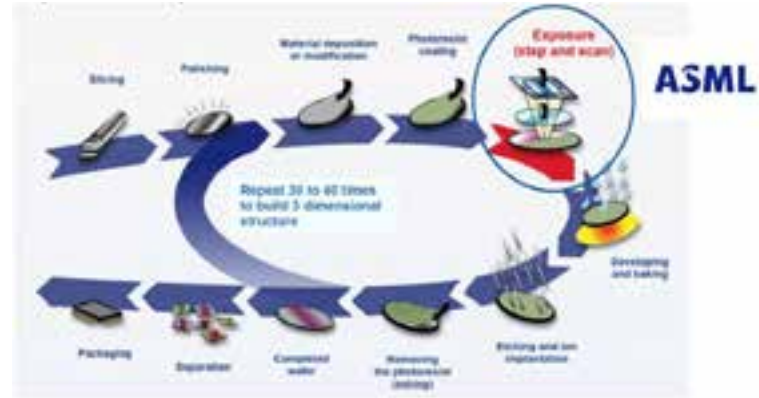 Slicing
Polishing
Material deposition
or modification
Photoresist
coating
Exposure
(step and scan)
ASML
Repeat 30 to 40 times
to build 3 dimensional
structure
Developing
and baking
Etching and ion
implantation
Removing
the photoresist
(ashing)
Completed
wafer
Separation
Packaging